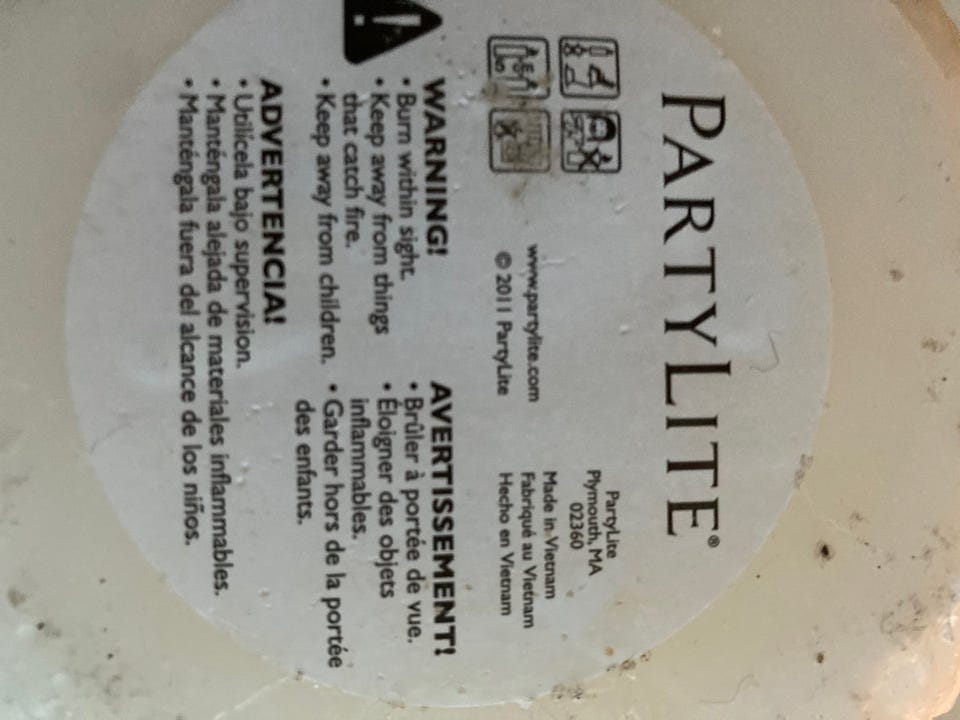 PARTYLITE®
PartyLite
Plymouth, MA
02360
www.partylite.com
© 2011 PartyLite
Made in Vietnam
Fabriqué au Vietnam
Hecho en Vietnam
WARNING!
• Burn within sight.
• Keep away from things
that catch fire.
• Keep away from children.
AVERTISSEMENT!
• Brûler à portée de vue.
• Éloigner des objets
inflammables.
• Garder hors de la portée
des enfants.
ADVERTENCIA!
• Utilícela bajo supervision.
• Manténgala alejada de materiales inflammables.
• Manténgala fuera del alcance de los niños.